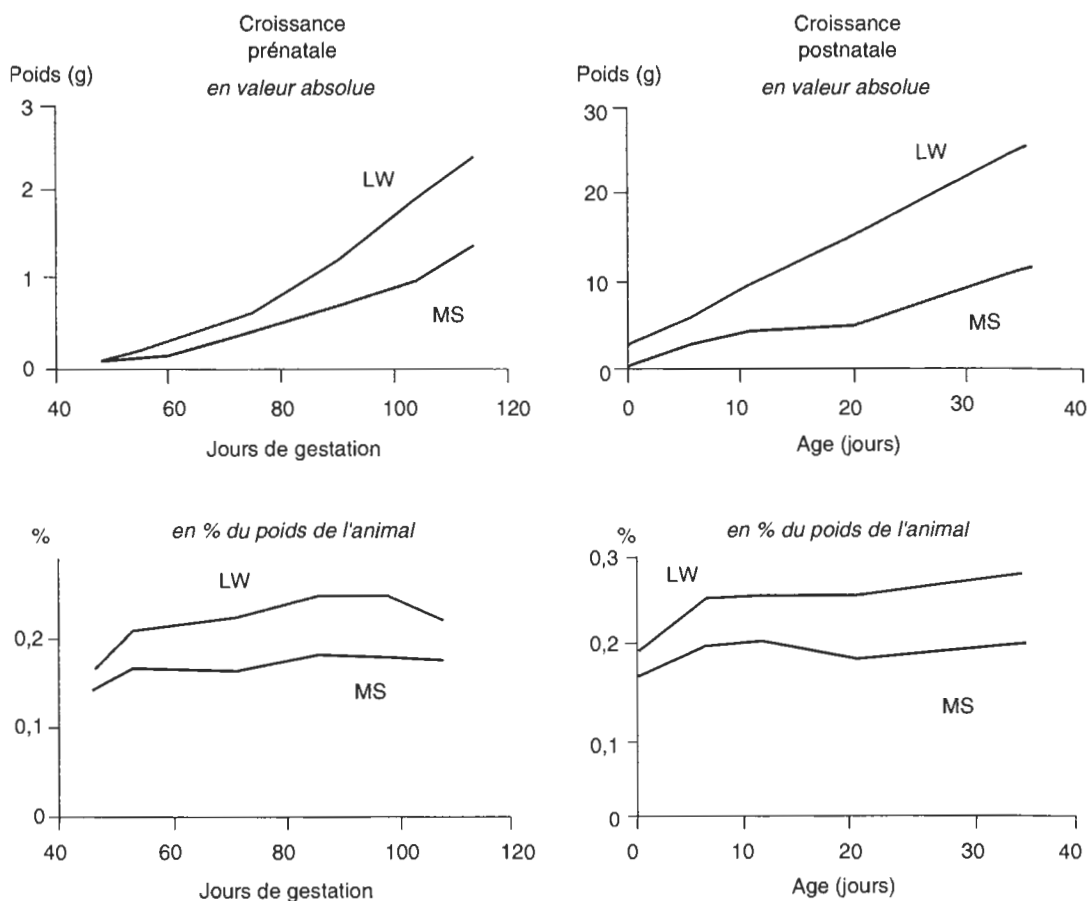 Croissance
prénatale
Poids (g)
en valeur absolue
3
2
1
0
LW
MS
40
60
80
100
120
Jours de gestation
Croissance
postnatale
Poids (g)
en valeur absolue
30
20
10
0
LW
MS
0
10
20
30
40
Age (jours)
%
en % du poids de l'animal
0,2
0,1
0
LW
MS
40
60
80
100
120
Jours de gestation
%
en % du poids de l'animal
0,3
0,2
0,1
0
LW
MS
0
10
20
30
40
Age (jours)